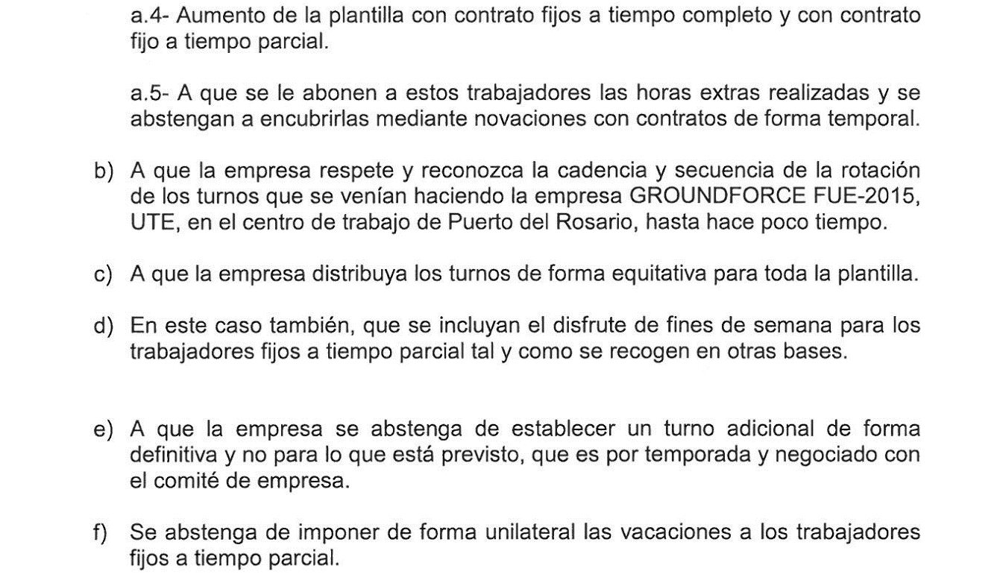 a.4- Aumento de la plantilla con contrato fijos a tiempo completo y con contrato
fijo a tiempo parcial.
a.5- A que se le abonen a estos trabajadores las horas extras realizadas y se
abstengan a encubrirlas mediante novaciones con contratos de forma temporal.
b) A que la empresa respete y reconozca la cadencia y secuencia de la rotación
de los turnos que se venían haciendo la empresa GROUNDFORCE FUE-2015,
UTE, en el centro de trabajo de Puerto del Rosario, hasta hace poco tiempo.
c) A que la empresa distribuya los turnos de forma equitativa para toda la plantilla.
d) En este caso también, que se incluyan el disfrute de fines de semana para los
trabajadores fijos a tiempo parcial tal y como se recogen en otras bases.
e) A que la empresa se abstenga de establecer un turno adicional de forma
definitiva y no para lo que está previsto, que es por temporada y negociado con
el comité de empresa.
f) Se abstenga de imponer de forma unilateral las vacaciones a los trabajadores
fijos a tiempo parcial.